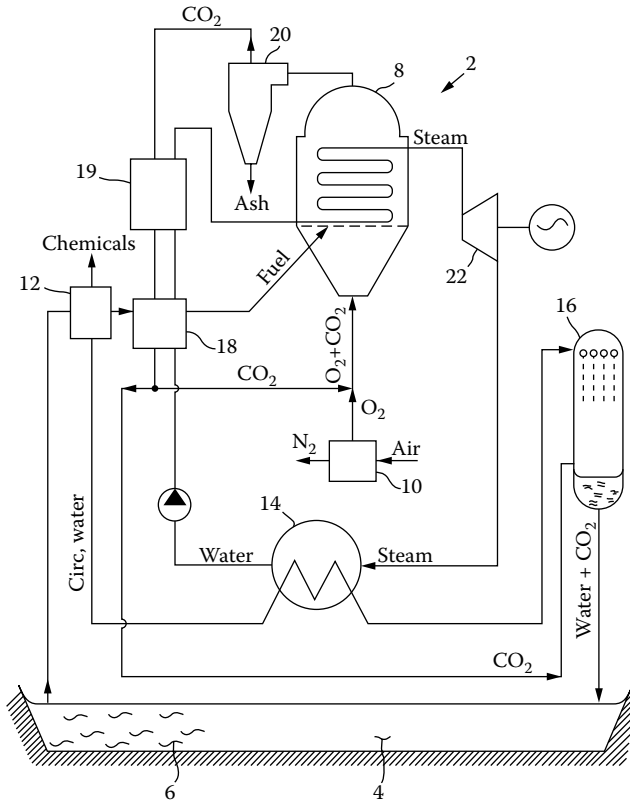 CO2
20
8
2
Steam
19
Ash
Chemicals
12
Fuel
22
16
18
O2+CO2
CO2
O2
N2
Air
10
14
Circ, water
Water
Steam
Water + CO2
CO2
6
4